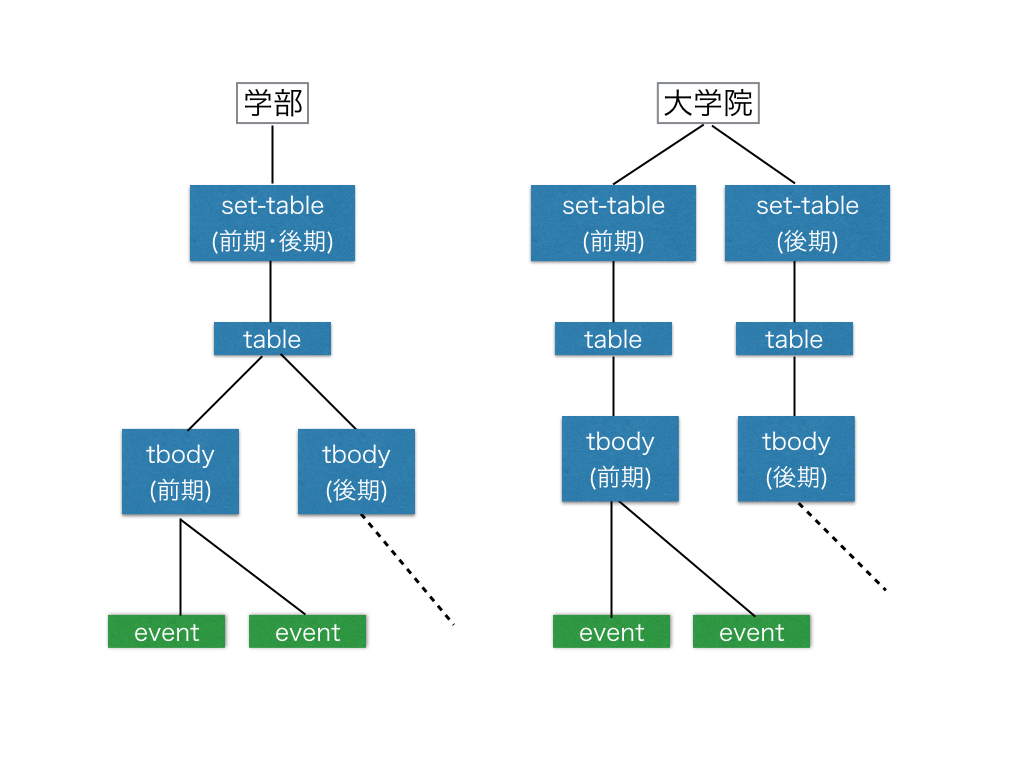 学部
大学院
set-table
(前期・後期)
set-table
(前期)
set-table
(後期)
table
table
table
tbody
(前期)
tbody
(後期)
tbody
(前期)
tbody
(後期)
event
event
event
event